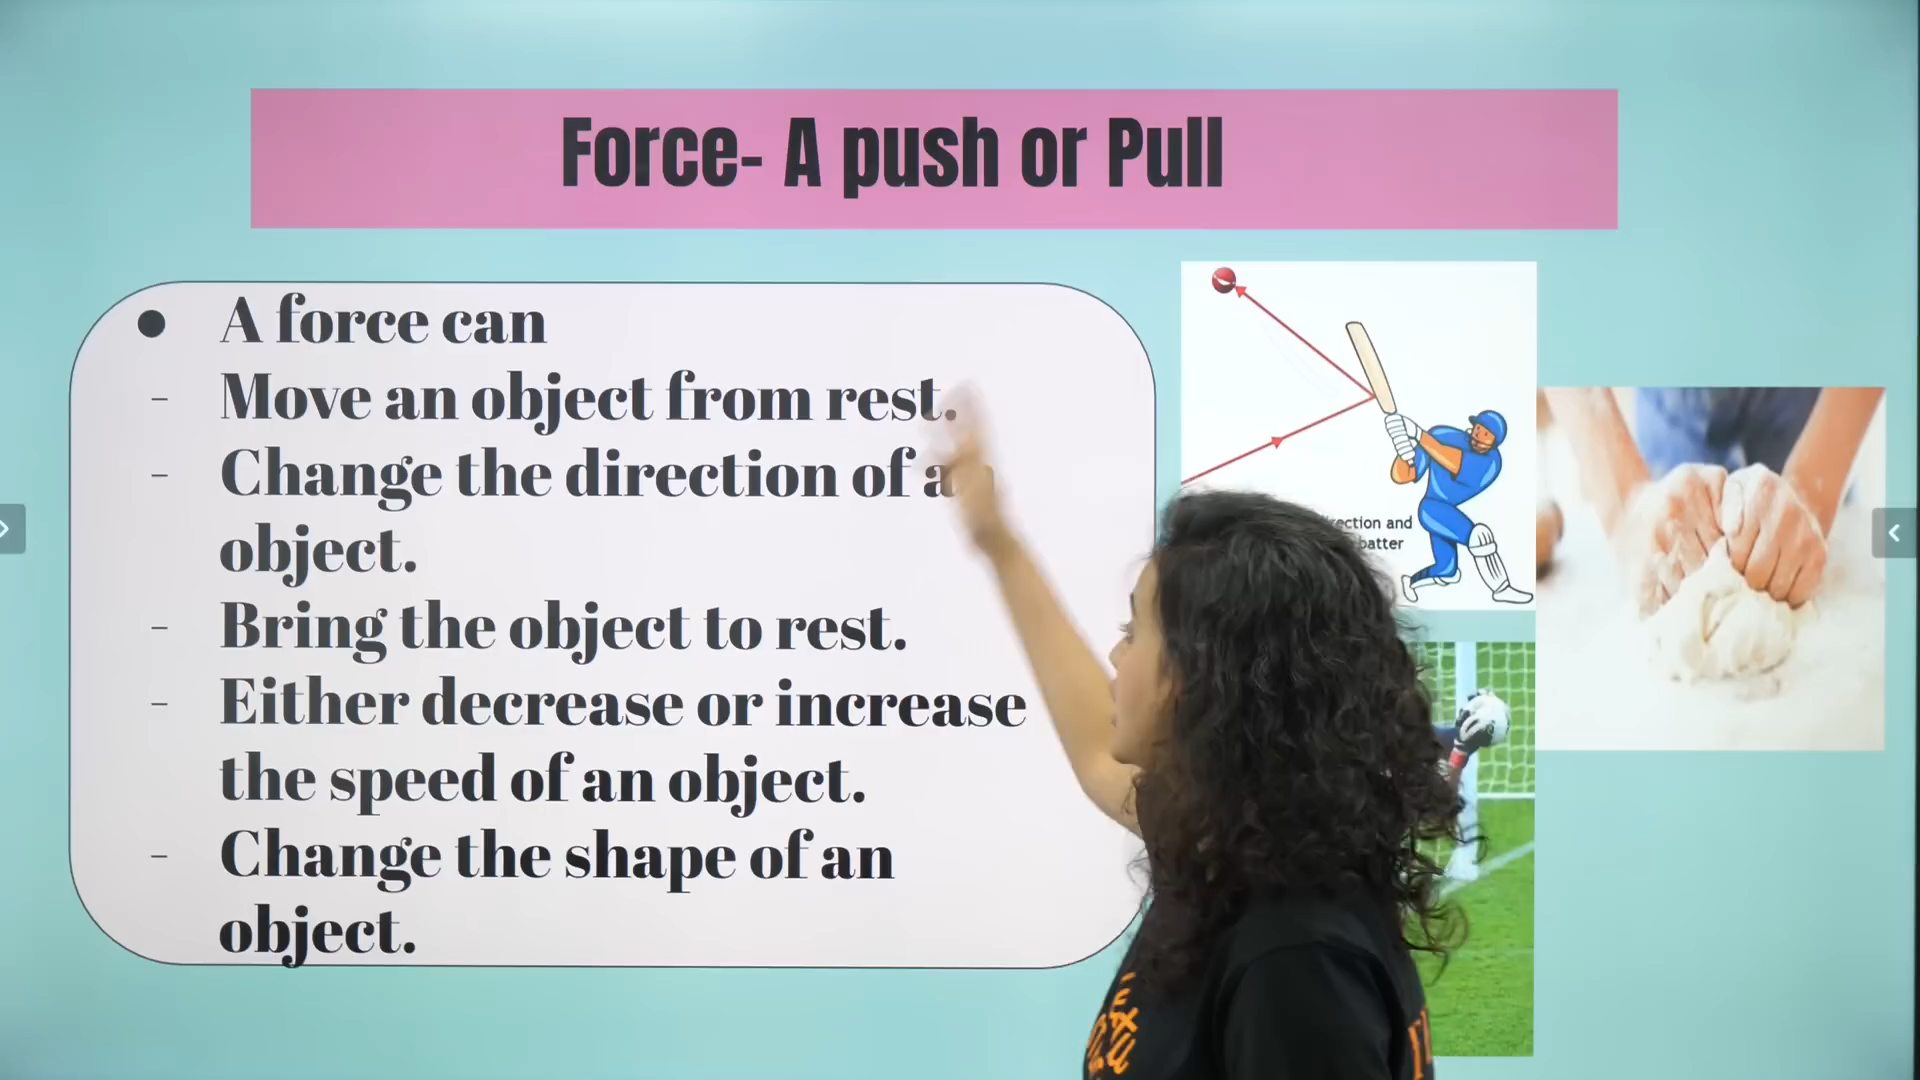 Force- A push or Pull
● A force can
- Move an object from rest.
- Change the direction of
object.
- Bring the object to rest.
- Either decrease or increase
the speed of an object.
- Change the shape of an
object.
and
batter